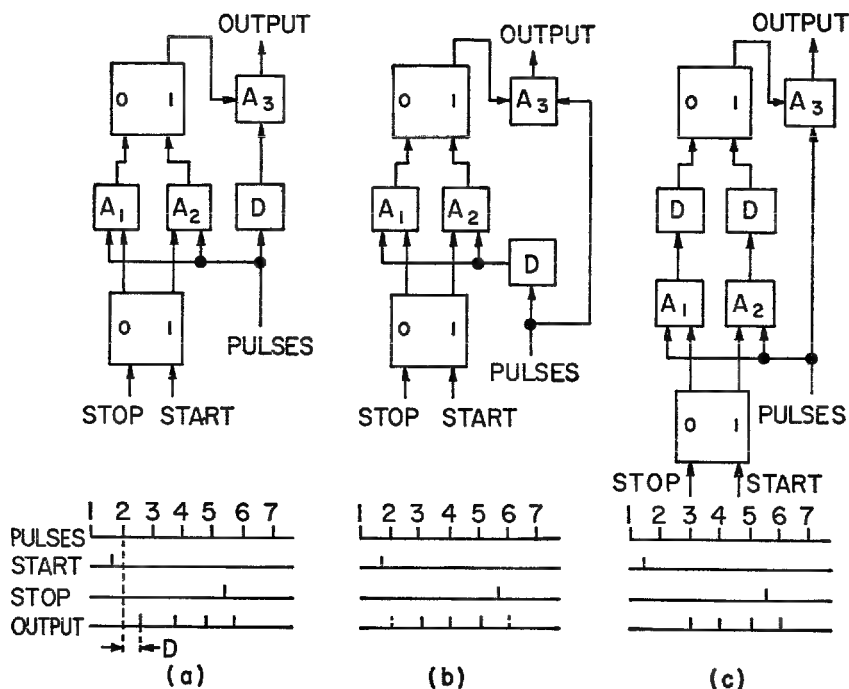 OUTPUT
0 1
A3
A1
A2
D
0 1
PULSES
STOP START
1 2 3 4 5 6 7
PULSES
START
STOP
OUTPUT
D
(a)
OUTPUT
0 1
A3
A1
A2
D
0 1
PULSES
STOP START
1 2 3 4 5 6 7
(b)
OUTPUT
0 1
A3
D
D
A1
A2
0 1
PULSES
STOP START
1 2 3 4 5 6 7
(c)